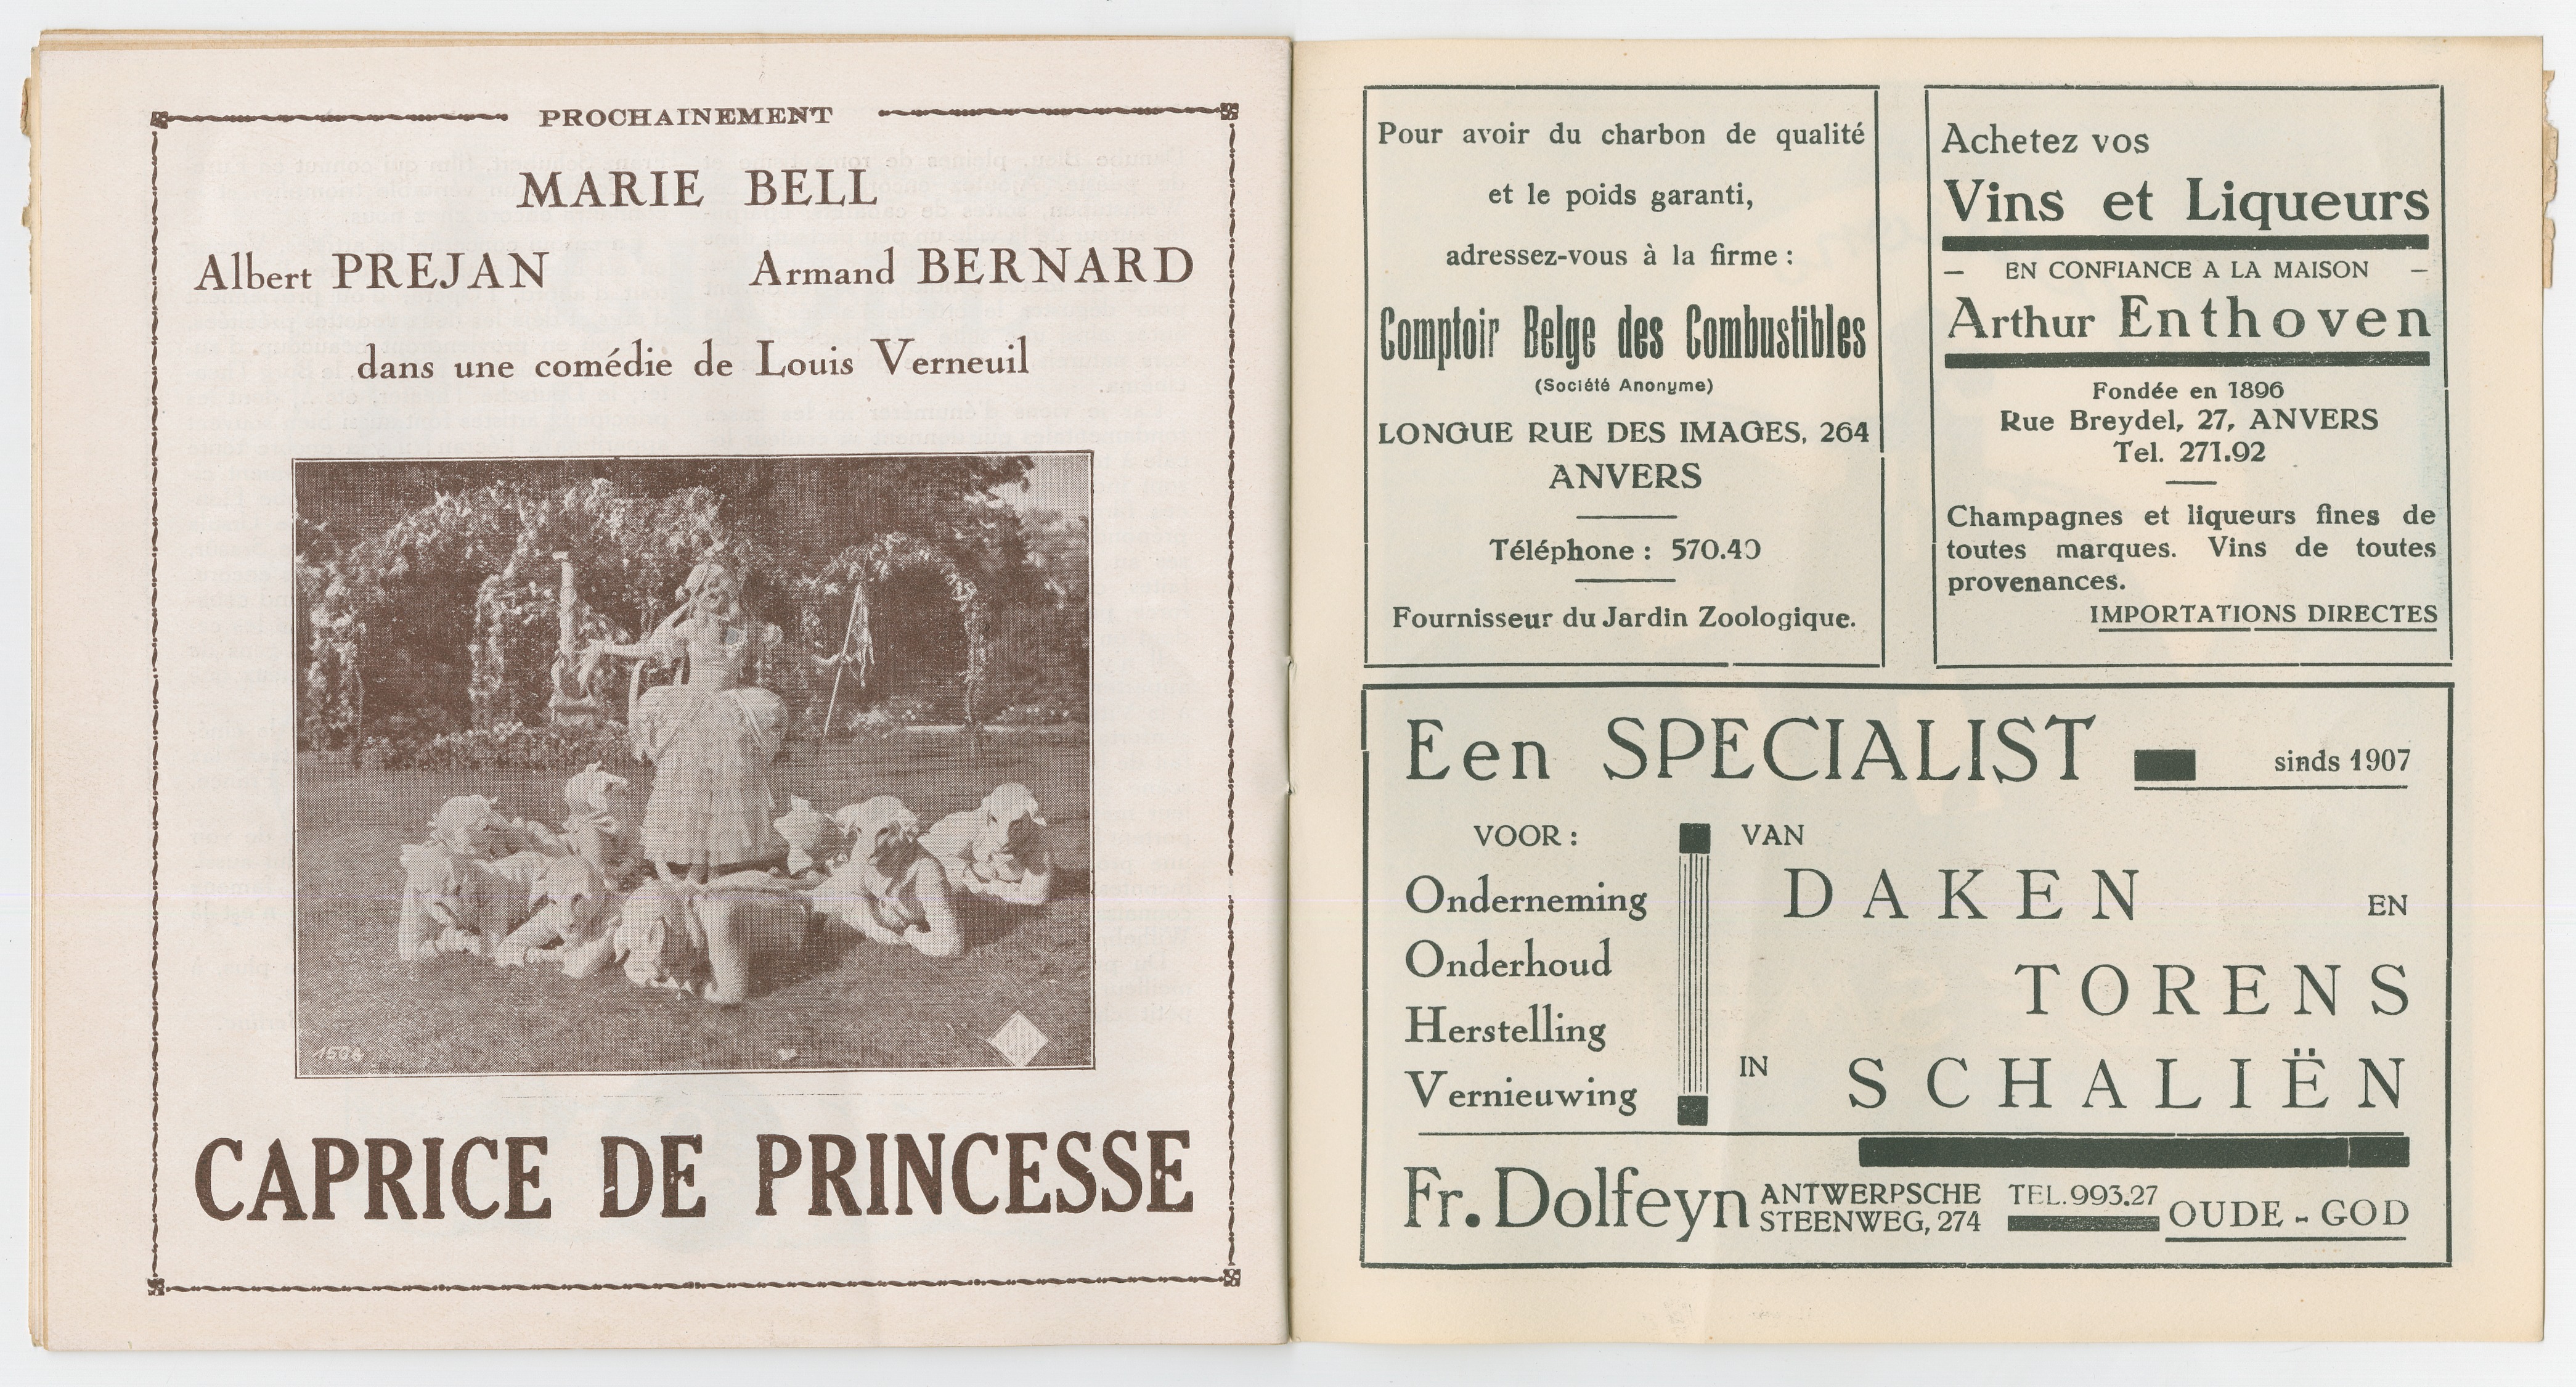 PROCHAINEMENT
MARIE BELL
Albert PREJAN Armand BERNARD
dans une comédie de Louis Verneuil
1506
CAPRICE DE PRINCESSE
Pour avoir du charbon de qualité
et le poids garanti,
adressez-vous à la firme :
Comptoir Belge des Combustibles
(Société Anonyme)
LONGUE RUE DES IMAGES, 264
ANVERS
Téléphone : 570.40
Fournisseur du Jardin Zoologique.
Achetez vos
Vins et Liqueurs
— EN CONFIANCE A LA MAISON —
Arthur Enthoven
Fondée en 1896
Rue Breydel, 27, ANVERS
Tel. 271.92
Champagnes et liqueurs fines de
toutes marques. Vins de toutes
provenances.
IMPORTATIONS DIRECTES
Een SPECIALIST sinds 1907
VOOR :
Onderneming
Onderhoud
Herstelling
Vernieuwing
VAN
DAKEN EN
TORENS
IN SCHALIËN
Fr. Dolfeyn ANTWERPSCHE
STEENWEG, 274
TEL. 993.27
OUDE - GOD